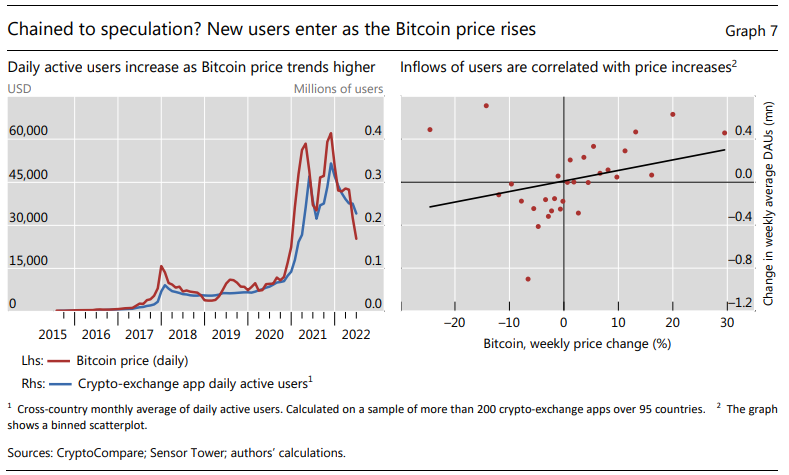 Chained to speculation? New users enter as the Bitcoin price rises
Graph 7
Daily active users increase as Bitcoin price trends higher
Inflows of users are correlated with price increases²
USD
Millions of users
60,000
45,000
30,000
15,000
0
0.4
0.3
0.2
0.1
0.0
2015 2016 2017 2018 2019 2020 2021 2022
0.4
0.0
−0.4
−0.8
−1.2
Change in weekly average DAUs (mn)
−20 −10 0 10 20 30
Bitcoin, weekly price change (%)
Lhs: Bitcoin price (daily)
Rhs: Crypto-exchange app daily active users¹
¹ Cross-country monthly average of daily active users. Calculated on a sample of more than 200 crypto-exchange apps over 95 countries. ² The graph
shows a binned scatterplot.
Sources: CryptoCompare; Sensor Tower; authors’ calculations.